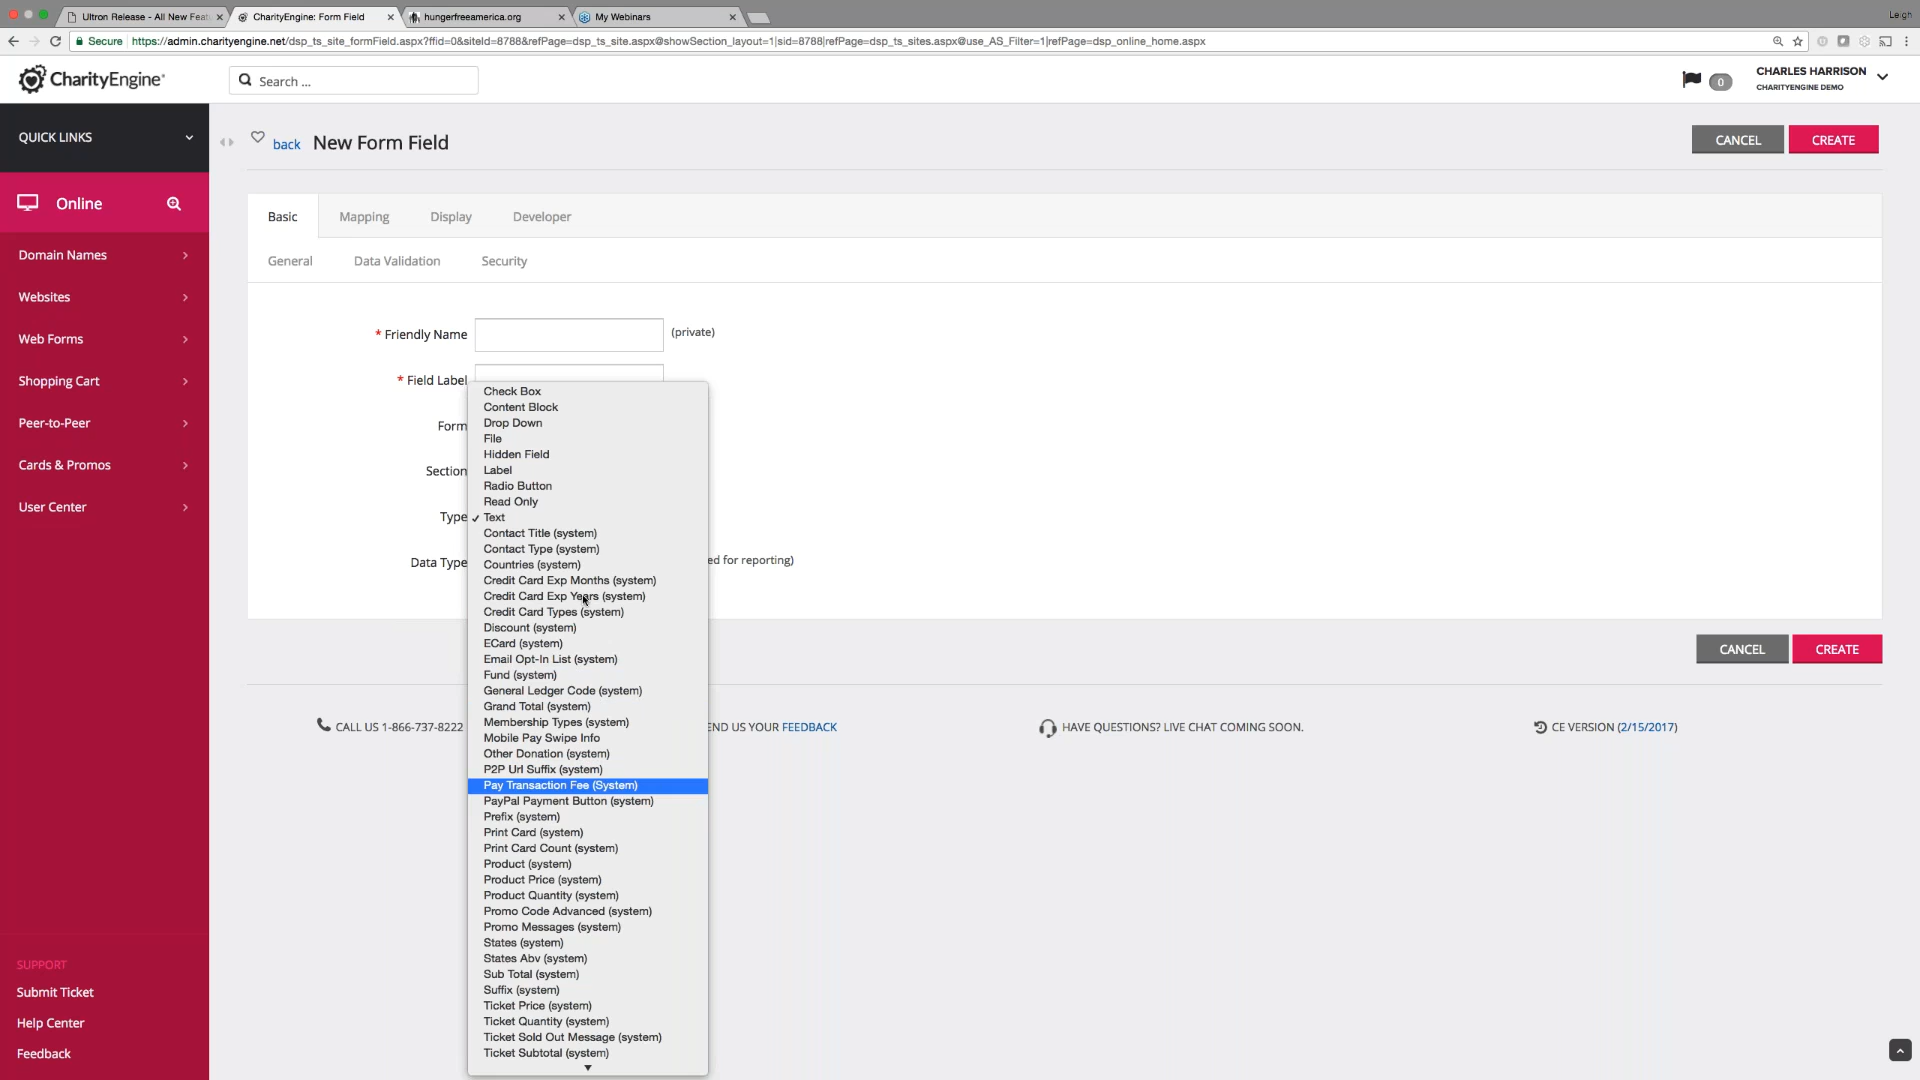 Ultron Release - All New Feat
CharityEngine: Form Field
hungerfreeamerica.org
My Webinars
Leigh
Secure
https://admin.charityengine.net/dsp_ts_site_formField.aspx?ffid=0&siteId=8788&refPage=dsp_ts_site.aspx@showSection_layout=1|sid=8788|refPage=dsp_ts_sites.aspx@use_AS_Filter=1|refPage=dsp_online_home.aspx
CharityEngine
Search ...
0
CHARLES HARRISON
CHARITYENGINE DEMO
QUICK LINKS
back
New Form Field
CANCEL
CREATE
Online
Domain Names
Websites
Web Forms
Shopping Cart
Peer-to-Peer
Cards & Promos
User Center
Basic
Mapping
Display
Developer
General
Data Validation
Security
* Friendly Name
(private)
* Field Label
Form
Section
Type
Data Type
ed for reporting)
Check Box
Content Block
Drop Down
File
Hidden Field
Label
Radio Button
Read Only
✓ Text
Contact Title (system)
Contact Type (system)
Countries (system)
Credit Card Exp Months (system)
Credit Card Exp Years (system)
Credit Card Types (system)
Discount (system)
ECard (system)
Email Opt-In List (system)
Fund (system)
General Ledger Code (system)
Grand Total (system)
Membership Types (system)
Mobile Pay Swipe Info
Other Donation (system)
P2P Url Suffix (system)
Pay Transaction Fee (System)
PayPal Payment Button (system)
Prefix (system)
Print Card (system)
Print Card Count (system)
Product (system)
Product Price (system)
Product Quantity (system)
Promo Code Advanced (system)
Promo Messages (system)
States (system)
States Abv (system)
Sub Total (system)
Suffix (system)
Ticket Price (system)
Ticket Quantity (system)
Ticket Sold Out Message (system)
Ticket Subtotal (system)
CANCEL
CREATE
CALL US 1-866-737-8222
END US YOUR FEEDBACK
HAVE QUESTIONS? LIVE CHAT COMING SOON.
CE VERSION (2/15/2017)
SUPPORT
Submit Ticket
Help Center
Feedback